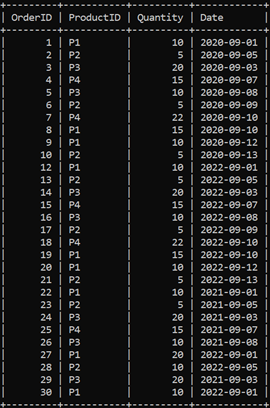 | OrderID | ProductID | Quantity | Date |
| 1 | P1 | 10 | 2020-09-01 |
| 2 | P2 | 5 | 2020-09-05 |
| 3 | P3 | 20 | 2020-09-03 |
| 4 | P4 | 15 | 2020-09-07 |
| 5 | P3 | 10 | 2020-09-08 |
| 6 | P2 | 5 | 2020-09-09 |
| 7 | P4 | 22 | 2020-09-10 |
| 8 | P1 | 15 | 2020-09-10 |
| 9 | P1 | 10 | 2020-09-12 |
| 10 | P2 | 5 | 2020-09-13 |
| 12 | P1 | 10 | 2022-09-01 |
| 13 | P2 | 5 | 2022-09-05 |
| 14 | P3 | 20 | 2022-09-03 |
| 15 | P4 | 15 | 2022-09-07 |
| 16 | P3 | 10 | 2022-09-08 |
| 17 | P2 | 5 | 2022-09-09 |
| 18 | P4 | 22 | 2022-09-10 |
| 19 | P1 | 15 | 2022-09-10 |
| 20 | P1 | 10 | 2022-09-12 |
| 21 | P2 | 5 | 2022-09-13 |
| 22 | P1 | 10 | 2021-09-01 |
| 23 | P2 | 5 | 2021-09-05 |
| 24 | P3 | 20 | 2021-09-03 |
| 25 | P4 | 15 | 2021-09-07 |
| 26 | P3 | 10 | 2021-09-08 |
| 27 | P1 | 20 | 2022-09-01 |
| 28 | P2 | 10 | 2022-09-05 |
| 29 | P3 | 20 | 2022-09-03 |
| 30 | P1 | 10 | 2022-09-01 |